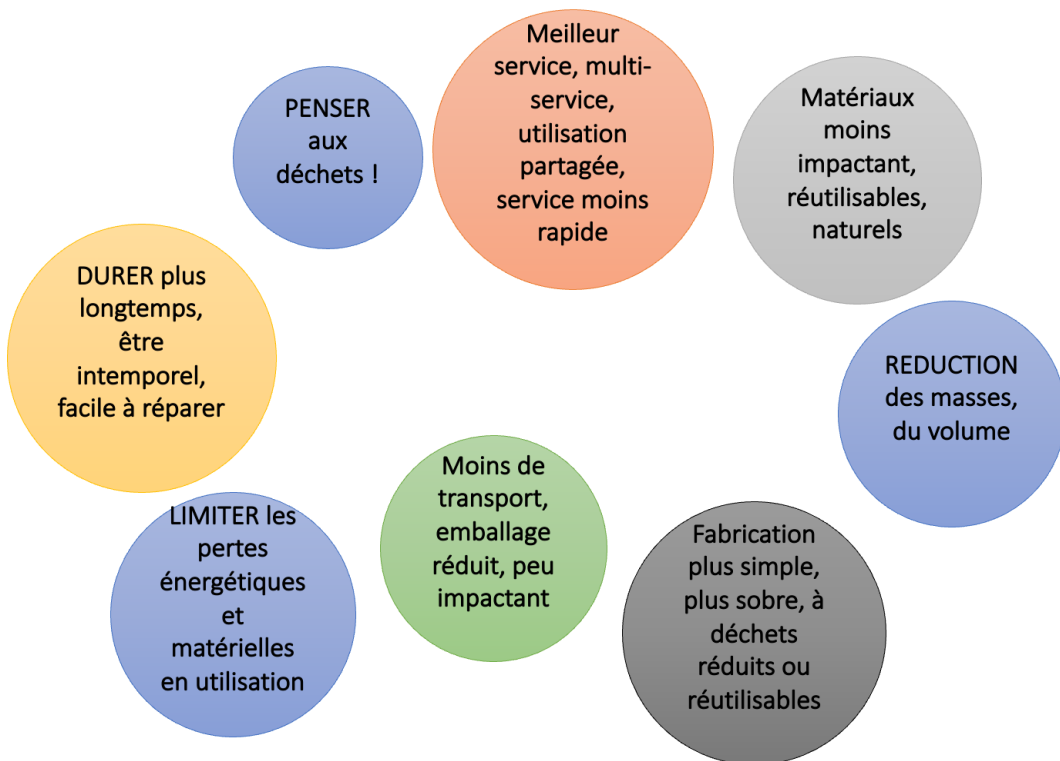 Meilleur
service, multi-
service,
utilisation
partagée,
service moins
rapide
PENSER
aux
déchets !
Matériaux
moins
impactant,
réutilisables,
naturels
DURER plus
longtemps,
être
intemporel,
facile à réparer
REDUCTION
des masses,
du volume
Moins de
transport,
emballage
réduit, peu
impactant
LIMITER les
pertes
énergétiques
et
matérielles
en utilisation
Fabrication
plus simple,
plus sobre, à
déchets
réduits ou
réutilisables